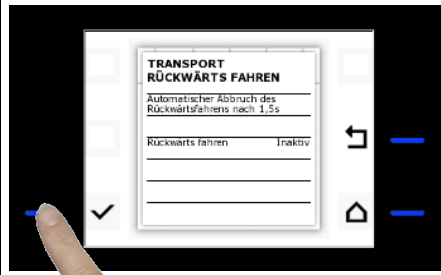 TRANSPORT
RÜCKWÄRTS FAHREN
Automatischer Abbruch des
Rückwärtsfahrens nach 1,5s
Rückwärts fahren Inaktiv